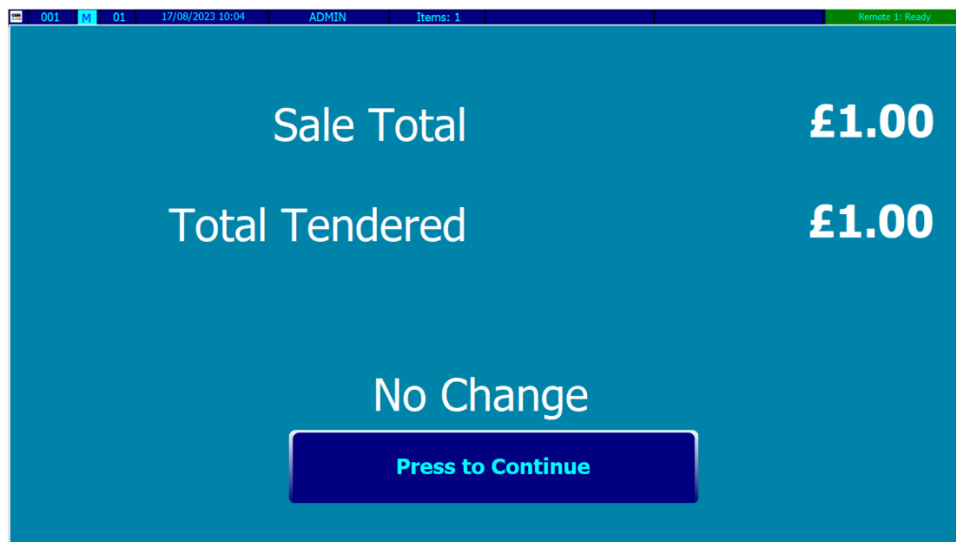 001 M 01 17/08/2023 10:04 ADMIN Items: 1 Remote 1: Ready
Sale Total £1.00
Total Tendered £1.00
No Change
Press to Continue